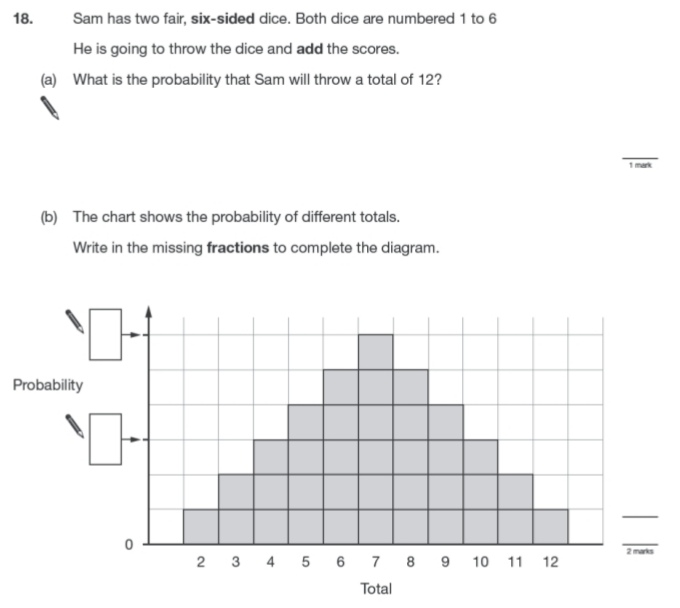 18. Sam has two fair, six-sided dice. Both dice are numbered 1 to 6
He is going to throw the dice and add the scores.
(a) What is the probability that Sam will throw a total of 12?
1 mark
(b) The chart shows the probability of different totals.
Write in the missing fractions to complete the diagram.
Probability
0
2 3 4 5 6 7 8 9 10 11 12
Total
2 marks